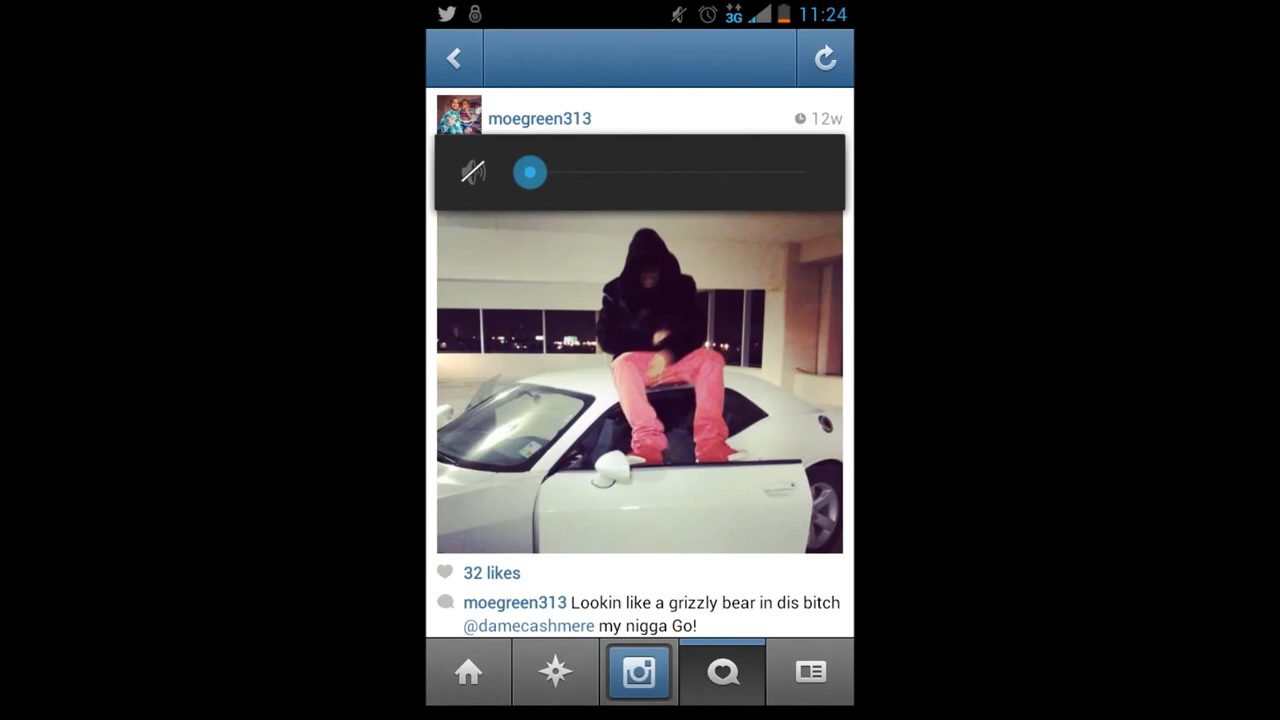 3G 11:24
moegreen313 12w
32 likes
moegreen313 Lookin like a grizzly bear in dis bitch
@damecashmere my nigga Go!